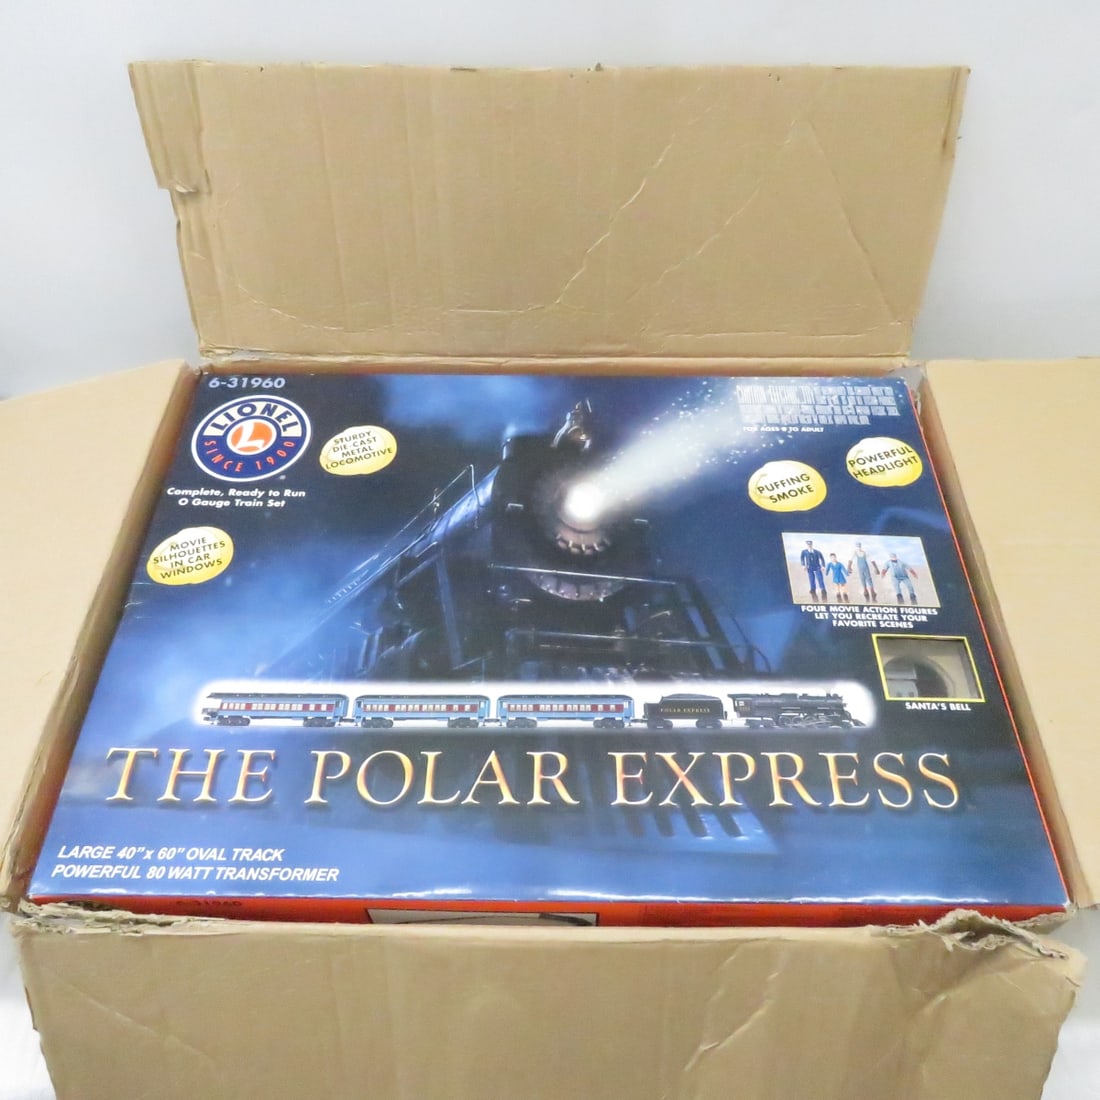 6-31960
LIONEL
SINCE 1900
L
Complete, Ready to Run
O Gauge Train Set
STURDY
DIE-CAST
METAL
LOCOMOTIVE
MOVIE
SILHOUETTES
IN CAR
WINDOWS
FOR AGES 8 TO ADULT
PUFFING
SMOKE
POWERFUL
HEADLIGHT
FOUR MOVIE ACTION FIGURES
LET YOU RECREATE YOUR
FAVORITE SCENES
SANTA'S BELL
POLAR EXPRESS
THE POLAR EXPRESS
LARGE 40" x 60" OVAL TRACK
POWERFUL 80 WATT TRANSFORMER
6-31960